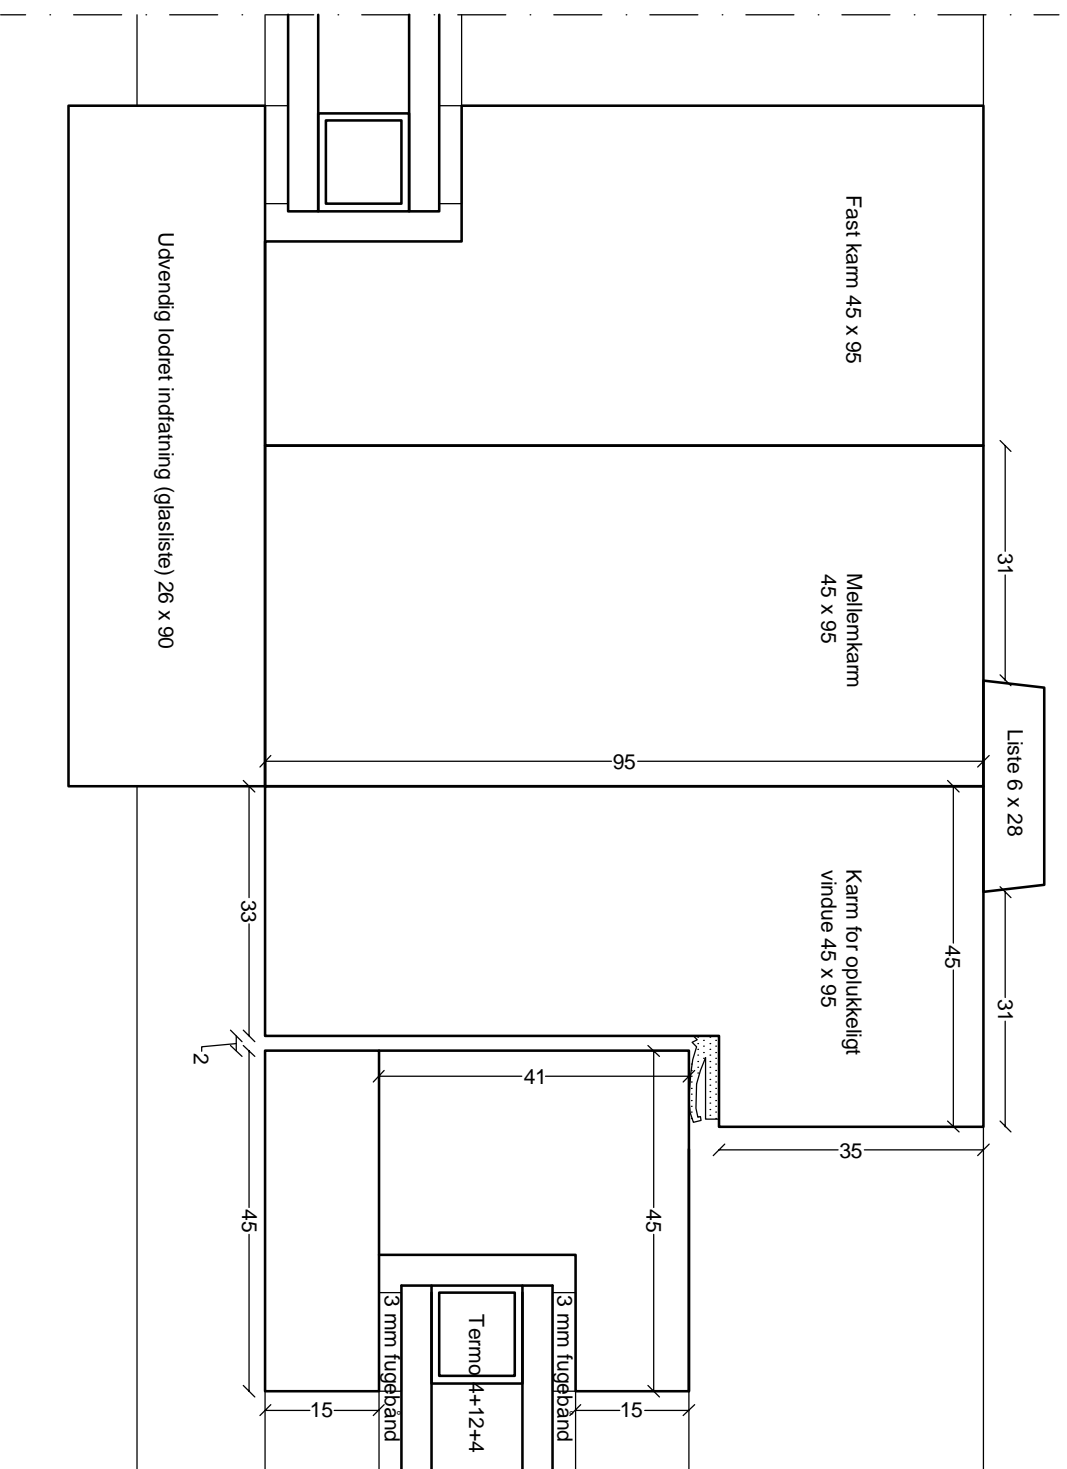 Fast karm 45 x 95
Udvendig lodret indfatning (glasliste) 26 x 90
31
Mellemkarm
45 x 95
Liste 6 x 28
95
33
Karm for oplukkeligt
vindue 45 x 95
45
31
2
41
35
45
45
3 mm fugebånd
Termo 4+12+4
3 mm fugebånd
15
15